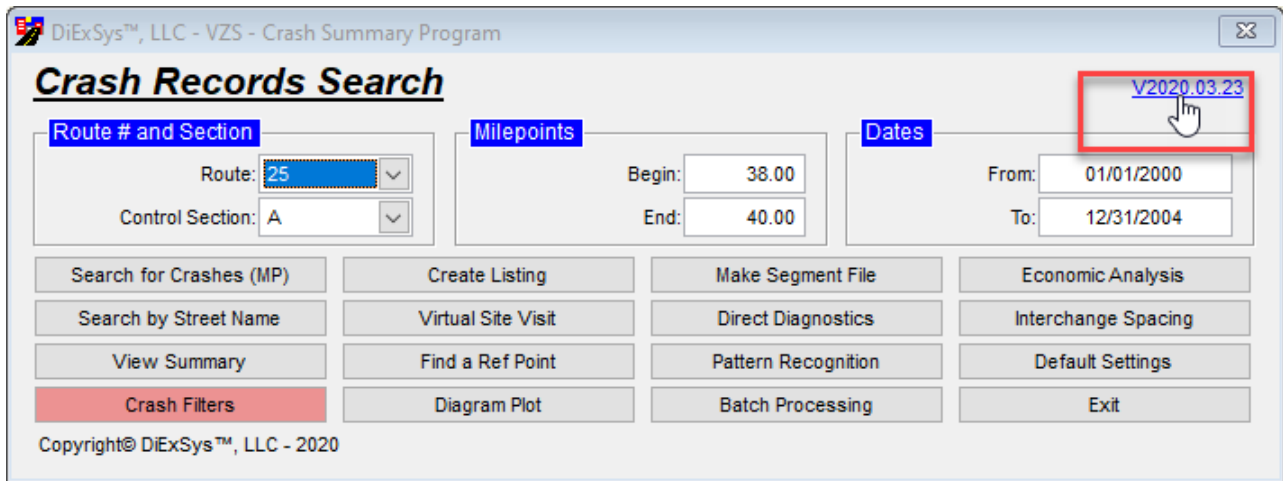 DiExSys™, LLC - VZS - Crash Summary Program
Crash Records Search
V2020.03.23
Route # and Section
Milepoints
Dates
Route: 25
Begin: 38.00
From: 01/01/2000
Control Section: A
End: 40.00
To: 12/31/2004
Search for Crashes (MP)
Create Listing
Make Segment File
Economic Analysis
Search by Street Name
Virtual Site Visit
Direct Diagnostics
Interchange Spacing
View Summary
Find a Ref Point
Pattern Recognition
Default Settings
Crash Filters
Diagram Plot
Batch Processing
Exit
Copyright© DiExSys™, LLC - 2020